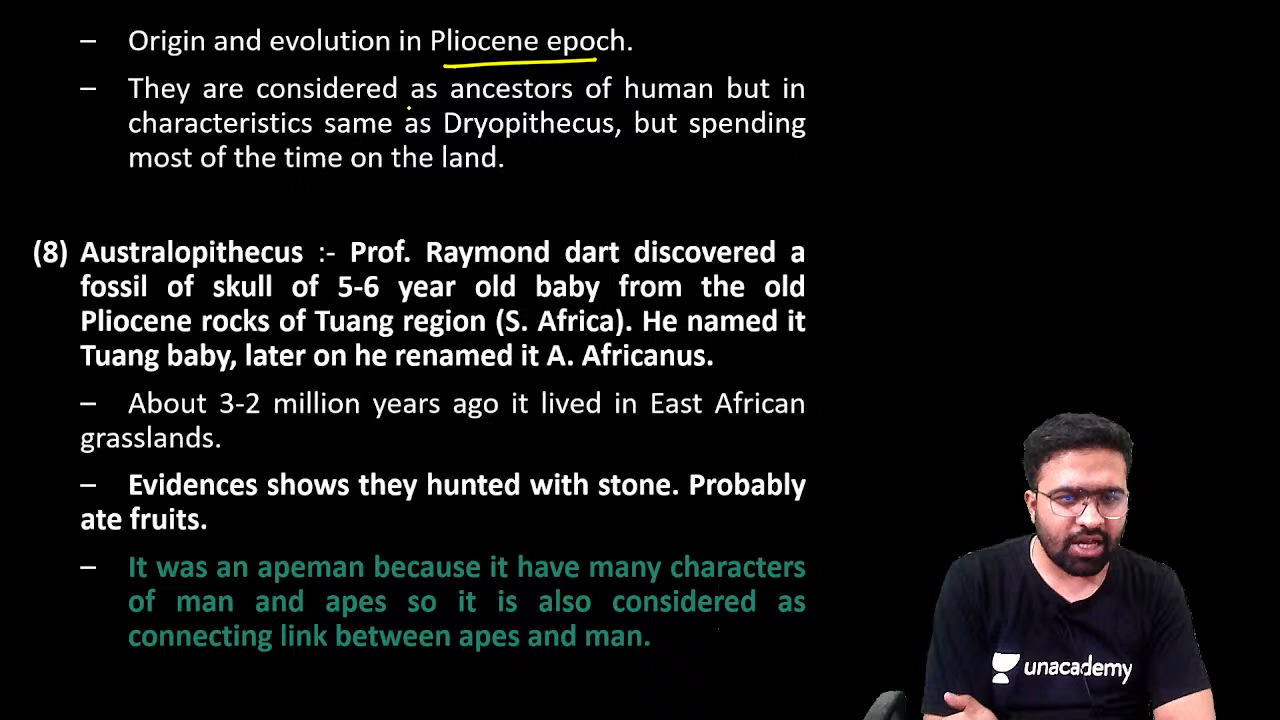 – Origin and evolution in Pliocene epoch.
– They are considered as ancestors of human but in
characteristics same as Dryopithecus, but spending
most of the time on the land.
(8) Australopithecus :- Prof. Raymond dart discovered a
fossil of skull of 5-6 year old baby from the old
Pliocene rocks of Tuang region (S. Africa). He named it
Tuang baby, later on he renamed it A. Africanus.
– About 3-2 million years ago it lived in East African
grasslands.
– Evidences shows they hunted with stone. Probably
ate fruits.
– It was an apeman because it have many characters
of man and apes so it is also considered as
connecting link between apes and man.
unacademy